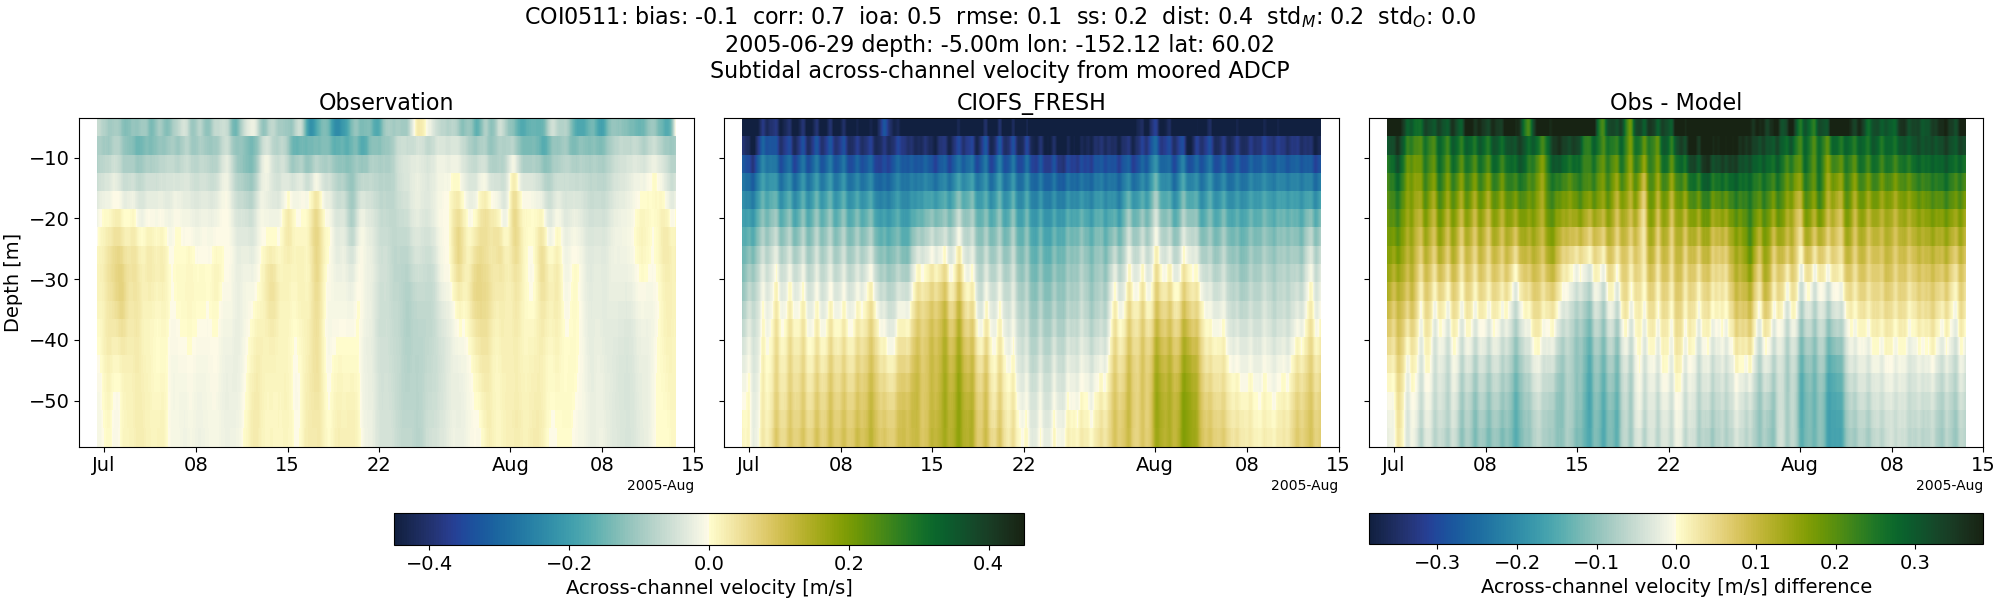 COI0511: bias: -0.1 corr: 0.7 ioa: 0.5 rmse: 0.1 ss: 0.2 dist: 0.4 std_M: 0.2 std_O: 0.0
2005-06-29 depth: -5.00m lon: -152.12 lat: 60.02
Subtidal across-channel velocity from moored ADCP
Observation
CIOFS_FRESH
Obs - Model
Depth [m]
−10
−20
−30
−40
−50
Jul 08 15 22 Aug 08 15
2005-Aug
Jul 08 15 22 Aug 08 15
2005-Aug
Jul 08 15 22 Aug 08 15
2005-Aug
−0.4 −0.2 0.0 0.2 0.4
Across-channel velocity [m/s]
−0.3 −0.2 −0.1 0.0 0.1 0.2 0.3
Across-channel velocity [m/s] difference